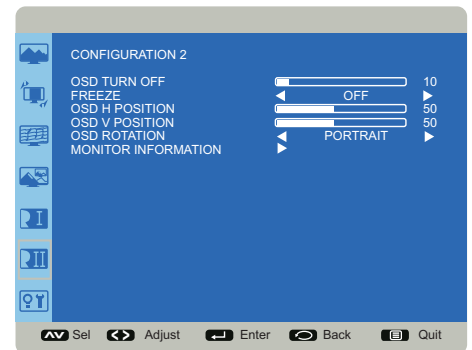 CONFIGURATION 2
OSD TURN OFF 10
FREEZE OFF
OSD H POSITION 50
OSD V POSITION 50
OSD ROTATION PORTRAIT
MONITOR INFORMATION
I
II
Sel Adjust Enter Back Quit